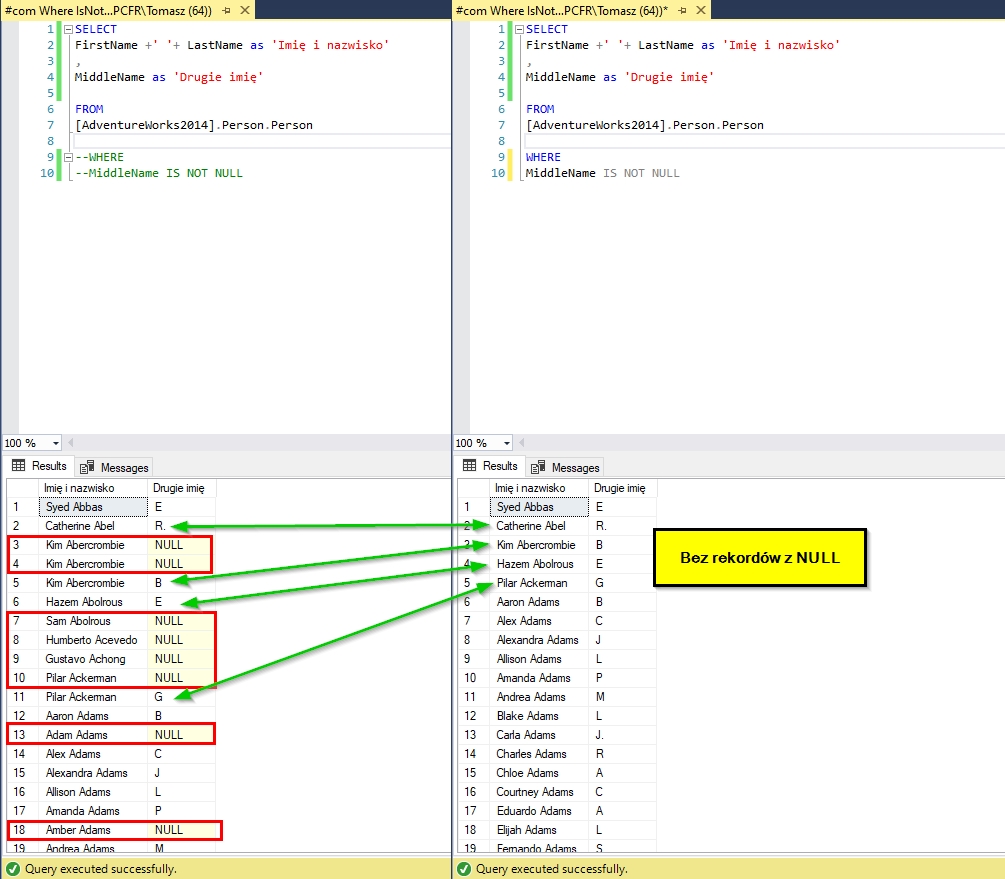 #com Where IsNot...PCFR\Tomasz (64))
1 SELECT
2 FirstName +' '+ LastName as 'Imię i nazwisko'
3 ,
4 MiddleName as 'Drugie imię'
5
6 FROM
7 [AdventureWorks2014].Person.Person
8
9 --WHERE
10 --MiddleName IS NOT NULL
100 %
Results Messages
Imię i nazwisko Drugie imię
1 Syed Abbas E
2 Catherine Abel R.
3 Kim Abercrombie NULL
4 Kim Abercrombie NULL
5 Kim Abercrombie B
6 Hazem Abolrous E
7 Sam Abolrous NULL
8 Humberto Acevedo NULL
9 Gustavo Achong NULL
10 Pilar Ackerman NULL
11 Pilar Ackerman G
12 Aaron Adams B
13 Adam Adams NULL
14 Alex Adams C
15 Alexandra Adams J
16 Allison Adams L
17 Amanda Adams P
18 Amber Adams NULL
19 Andrea Adams M
Query executed successfully.
#com Where IsNot...PCFR\Tomasz (64))*
1 SELECT
2 FirstName +' '+ LastName as 'Imię i nazwisko'
3 ,
4 MiddleName as 'Drugie imię'
5
6 FROM
7 [AdventureWorks2014].Person.Person
8
9 WHERE
10 MiddleName IS NOT NULL
100 %
Results Messages
Imię i nazwisko Drugie imię
1 Syed Abbas E
2 Catherine Abel R.
3 Kim Abercrombie B
4 Hazem Abolrous E
5 Pilar Ackerman G
6 Aaron Adams B
7 Alex Adams C
8 Alexandra Adams J
9 Allison Adams L
10 Amanda Adams P
11 Andrea Adams M
12 Blake Adams L
13 Carla Adams J.
14 Charles Adams R
15 Chloe Adams A
16 Courtney Adams C
17 Eduardo Adams A
18 Elijah Adams L
19 Fernando Adams S
Bez rekordów z NULL
Query executed successfully.